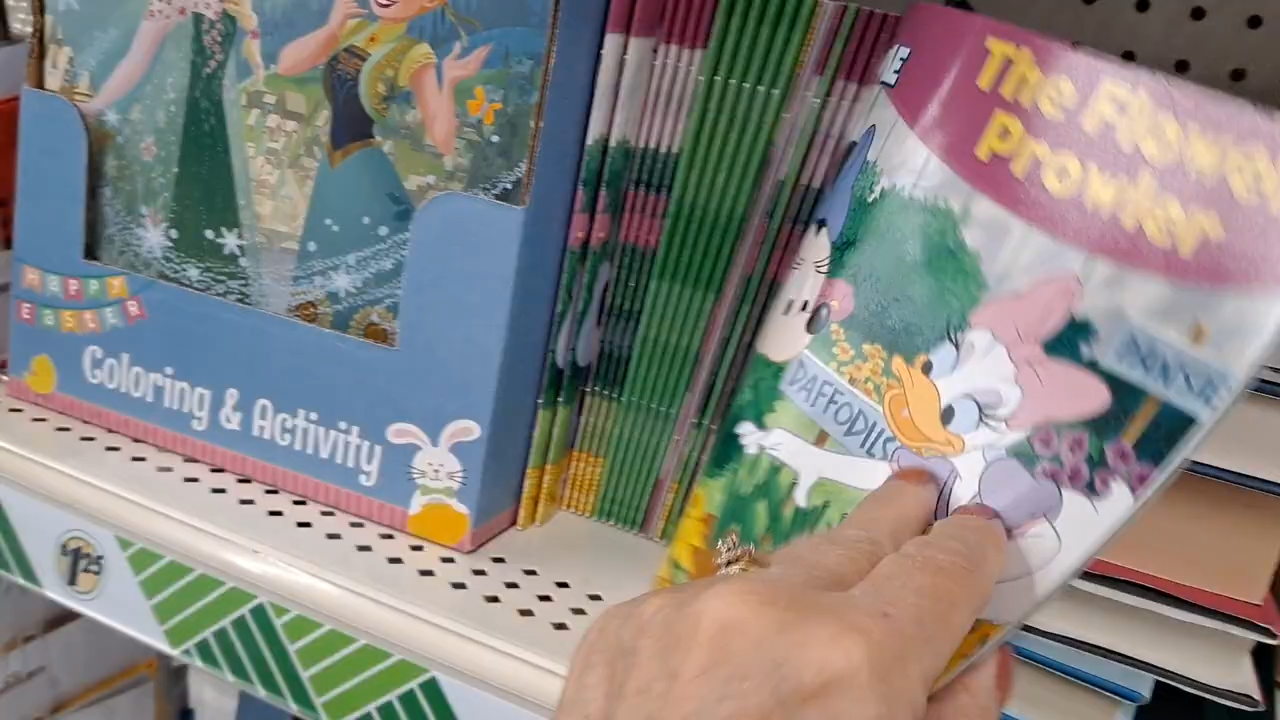 HAPPY
EASTER
Coloring & Activity
$1.25
E
The Flower
Prowler
DAFFODILS